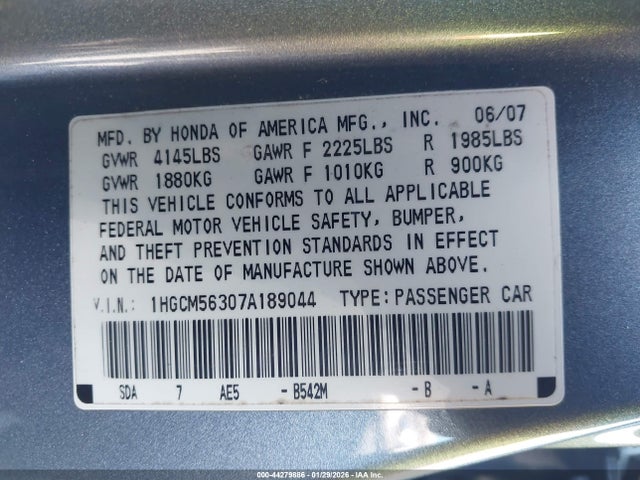 MFD. BY HONDA OF AMERICA MFG., INC. 06/07
GVWR 4145LBS GAWR F 2225LBS R 1985LBS
GVWR 1880KG GAWR F 1010KG R 900KG
THIS VEHICLE CONFORMS TO ALL APPLICABLE
FEDERAL MOTOR VEHICLE SAFETY, BUMPER,
AND THEFT PREVENTION STANDARDS IN EFFECT
ON THE DATE OF MANUFACTURE SHOWN ABOVE.
V.I.N.: 1HGCM56307A189044 TYPE: PASSENGER CAR
SDA 7 AE5 - B542M - B - A
000-44279886 - 01/29/2026 - IAA Inc.